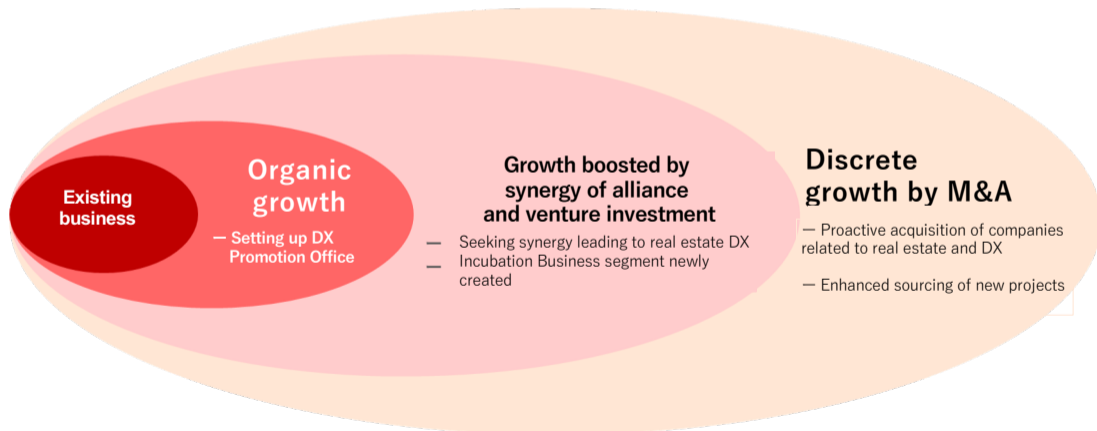 Existing
business
Organic
growth
— Setting up DX
Promotion Office
Growth boosted by
synergy of alliance
and venture investment
— Seeking synergy leading to real estate DX
— Incubation Business segment newly
created
Discrete
growth by M&A
— Proactive acquisition of companies
related to real estate and DX
— Enhanced sourcing of new projects